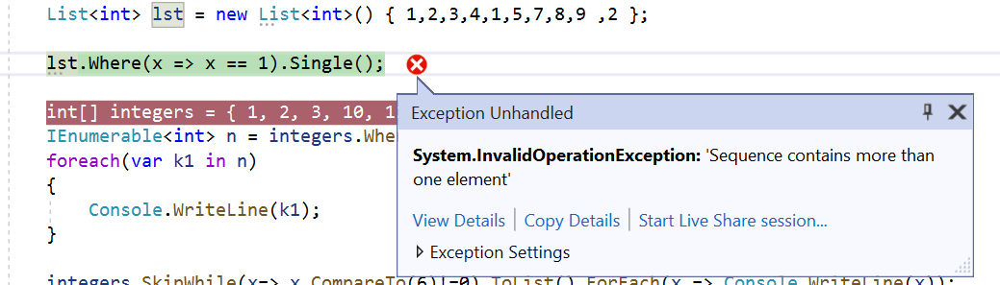 List<int> lst = new List<int>() { 1,2,3,4,1,5,7,8,9 ,2 };
lst.Where(x => x == 1).Single();
int[] integers = { 1, 2, 3, 10, 1
IEnumerable<int> n = integers.Whe
foreach(var k1 in n)
{
Console.WriteLine(k1);
}
Exception Unhandled
System.InvalidOperationException: 'Sequence contains more than
one element'
View Details | Copy Details | Start Live Share session...
Exception Settings
integers.SkipWhile(x=> x.CompareTo(6)!=0).ToList().ForEach(x => Console.WriteLine(x));